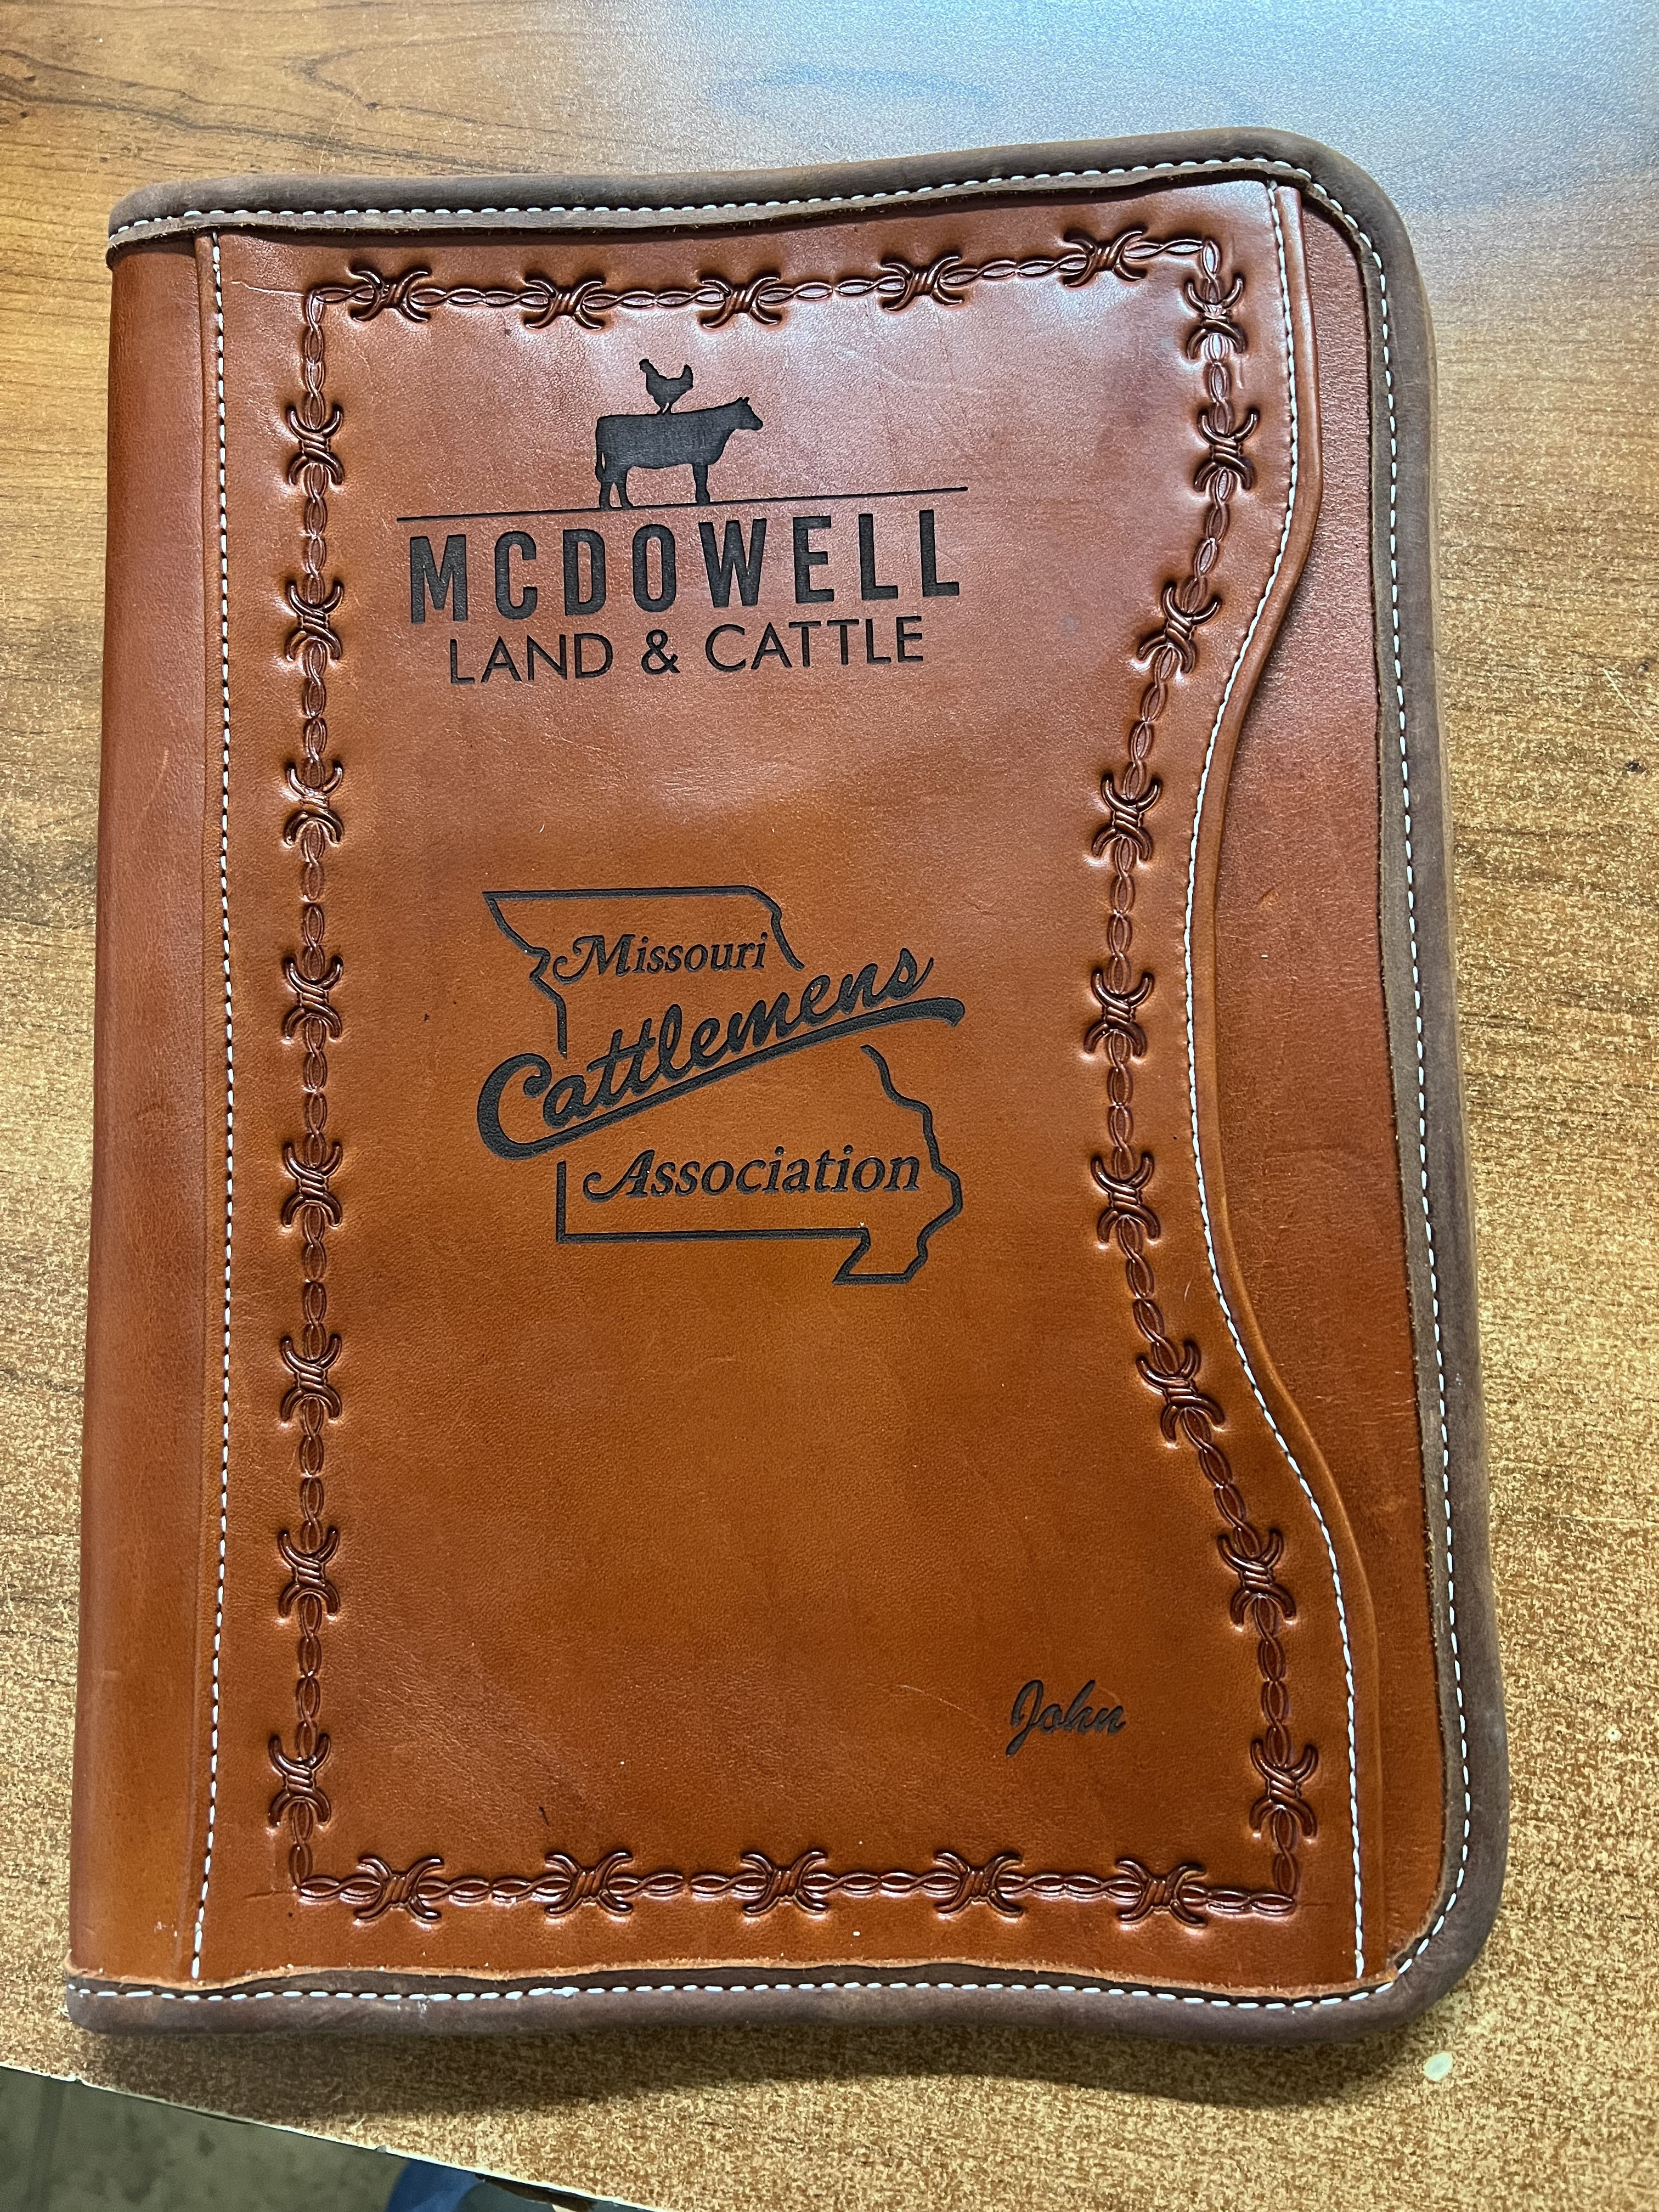 MCDOWELL
LAND & CATTLE
Missouri
Cattlemens
Association
John